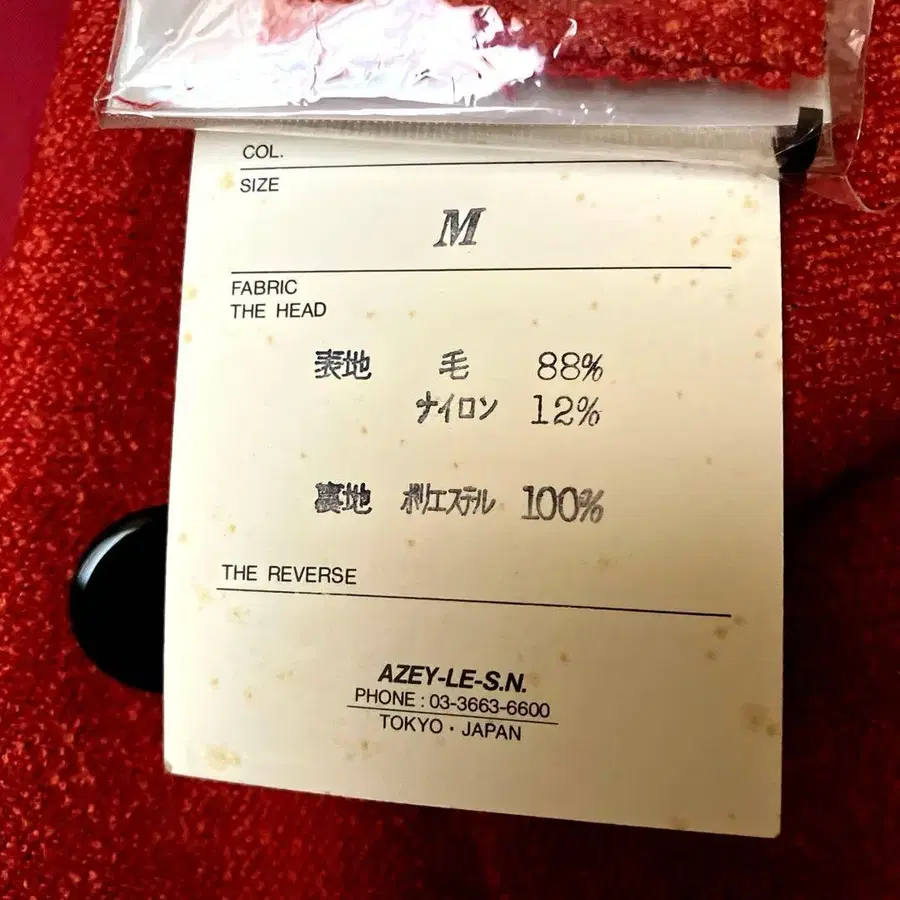 COL.
SIZE
M
FABRIC
THE HEAD
表地 毛 88%
ナイロン 12%
裏地 ポリエステル 100%
THE REVERSE
AZEY-LE-S.N.
PHONE : 03-3663-6600
TOKYO・JAPAN